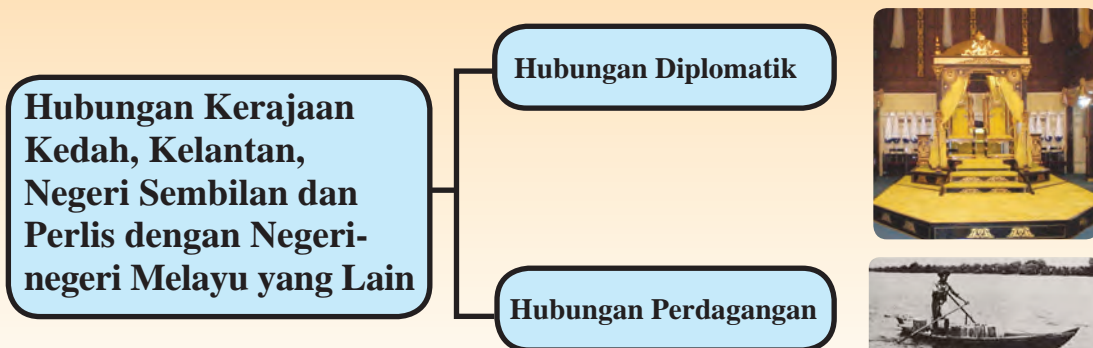 Hubungan Kerajaan
Kedah, Kelantan,
Negeri Sembilan dan
Perlis dengan Negeri-
negeri Melayu yang Lain
Hubungan Diplomatik
Hubungan Perdagangan